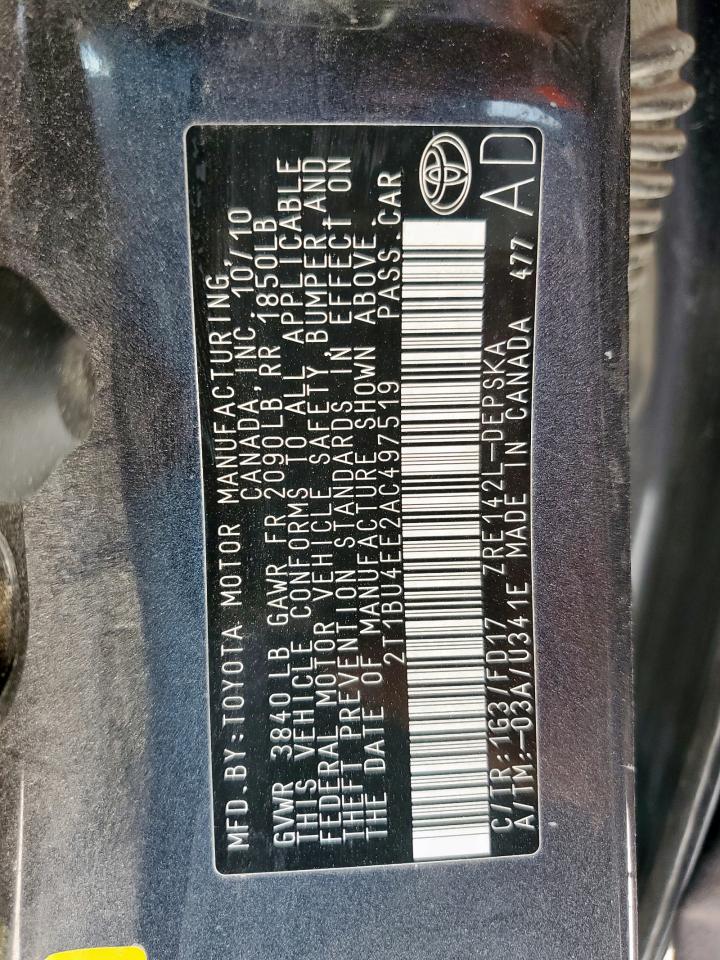 MFD.BY:TOYOTA MOTOR MANUFACTURING,
CANADA, INC. 10/10
GVWR 3840 LB GAWR FR 2090LB,RR 1850LB
THIS VEHICLE CONFORMS TO ALL APPLICABLE
FEDERAL MOTOR VEHICLE SAFETY, BUMPER, AND
THEFT PREVENTION STANDARDS IN EFFECT ON
THE DATE OF MANUFACTURE SHOWN ABOVE.
2T1BU4EE2AC497519 PASS.CAR
C/TR:1G3/FD17 ZRE142L-DEPSKA
A/TM:-03A/U341E MADE IN CANADA 477 AD